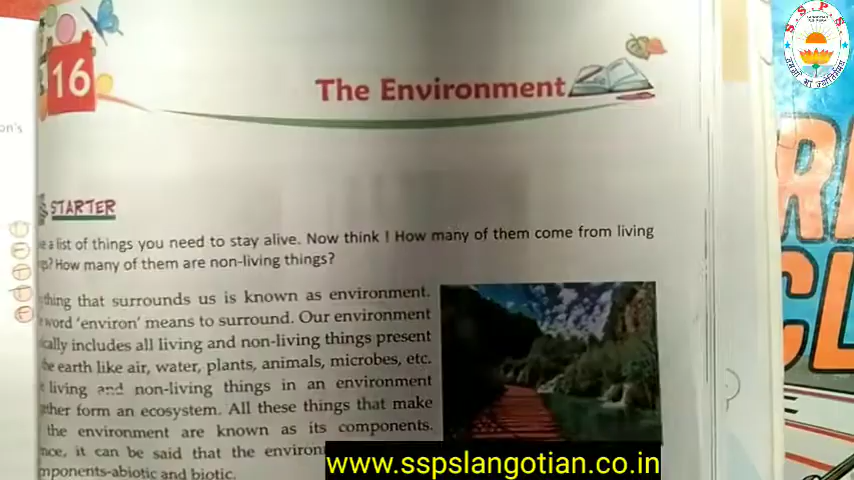 16
The Environment
STARTER
a list of things you need to stay alive. Now think ! How many of them come from living
How many of them are non-living things?
thing that surrounds us is known as environment.
word 'environ' means to surround. Our environment
cally includes all living and non-living things present
earth like air, water, plants, animals, microbes, etc.
living and non-living things in an environment
ether form an ecosystem. All these things that make
the environment are known as its components.
nce, it can be said that the environ
mponents-abiotic and biotic.
www.sspslangotian.co.in
on's
S S P S